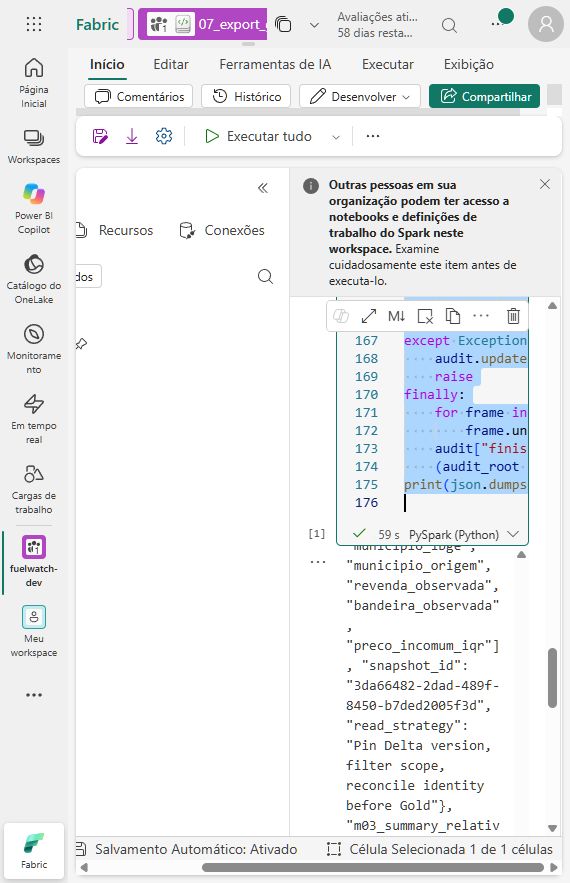 Fabric
07_export_
Avaliações ati...
58 dias resta...
Início
Editar
Ferramentas de IA
Executar
Exibição
Comentários
Histórico
Desenvolver
Compartilhar
Executar tudo
Página
Inicial
Workspaces
Power BI
Copilot
Catálogo do
OneLake
Monitorame
nto
Em tempo
real
Cargas de
trabalho
fuelwatch-
dev
Meu
workspace
Fabric
Recursos
Conexões
dos
Outras pessoas em sua
organização podem ter acesso a
notebooks e definições de
trabalho do Spark neste
workspace. Examine
cuidadosamente este item antes de
executa-lo.
M↓
167 except Exception
168 audit.update
169 raise
170 finally:
171 for frame in
172 frame.un
173 audit["finis
174 (audit_root
175 print(json.dumps
176
[1]
59 s PySpark (Python)
"municipio_ibge",
"municipio_origem",
"revenda_observada",
"bandeira_observada"
,
"preco_incomum_iqr"]
, "snapshot_id":
"3da66482-2dad-489f-
8450-b7ded2005f3d",
"read_strategy":
"Pin Delta version,
filter scope,
reconcile identity
before Gold"},
"m03_summary_relativ
Salvamento Automático: Ativado
Célula Selecionada 1 de 1 células